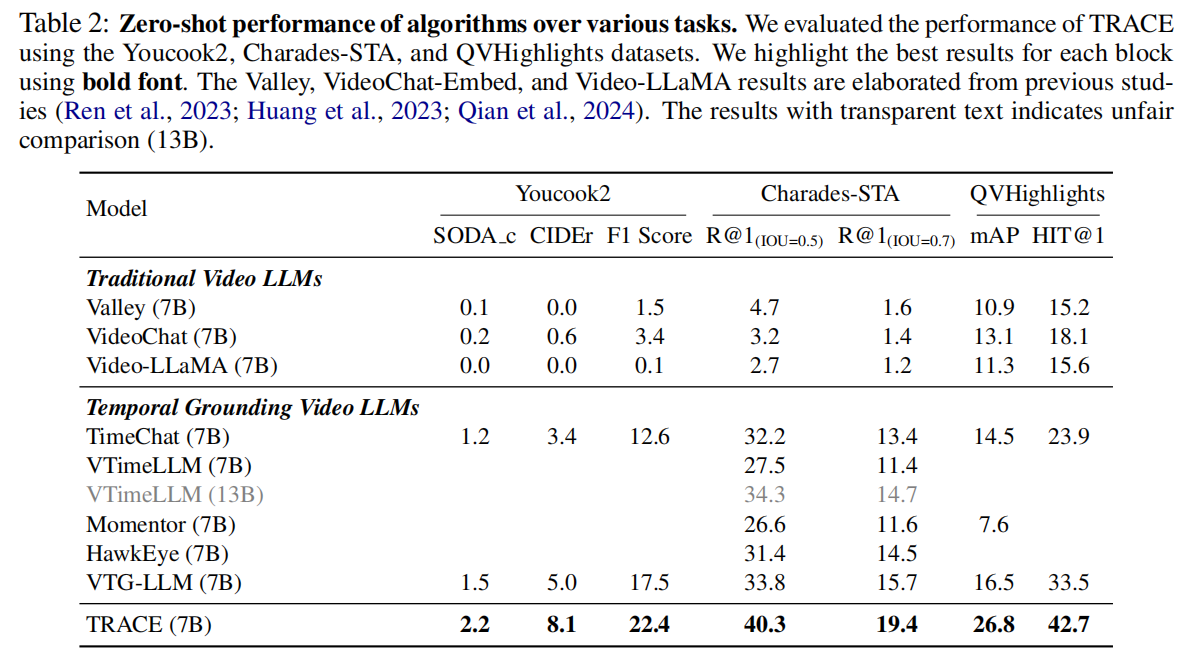 Table 2: Zero-shot performance of algorithms over various tasks. We evaluated the performance of TRACE
using the Youcook2, Charades-STA, and QVHighlights datasets. We highlight the best results for each block
using bold font. The Valley, VideoChat-Embed, and Video-LLaMA results are elaborated from previous stud-
ies (Ren et al., 2023; Huang et al., 2023; Qian et al., 2024). The results with transparent text indicates unfair
comparison (13B).
Model Youcook2 Charades-STA QVHighlights
SODA_c CIDEr F1 Score R@1(IOU=0.5) R@1(IOU=0.7) mAP HIT@1
Traditional Video LLMs
Valley (7B) 0.1 0.0 1.5 4.7 1.6 10.9 15.2
VideoChat (7B) 0.2 0.6 3.4 3.2 1.4 13.1 18.1
Video-LLaMA (7B) 0.0 0.0 0.1 2.7 1.2 11.3 15.6
Temporal Grounding Video LLMs
TimeChat (7B) 1.2 3.4 12.6 32.2 13.4 14.5 23.9
VTimeLLM (7B) 27.5 11.4
VTimeLLM (13B) 34.3 14.7
Momentor (7B) 26.6 11.6 7.6
HawkEye (7B) 31.4 14.5
VTG-LLM (7B) 1.5 5.0 17.5 33.8 15.7 16.5 33.5
TRACE (7B) 2.2 8.1 22.4 40.3 19.4 26.8 42.7